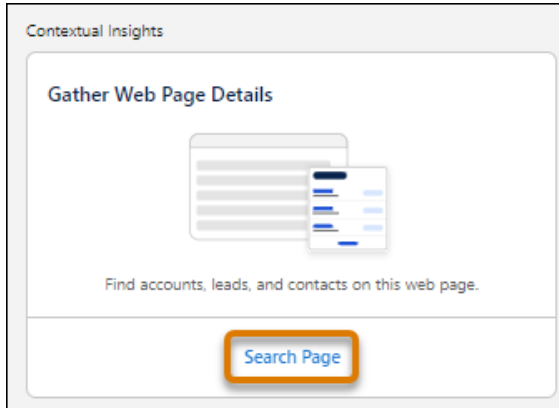 Contextual Insights
Gather Web Page Details
Find accounts, leads, and contacts on this web page.
Search Page